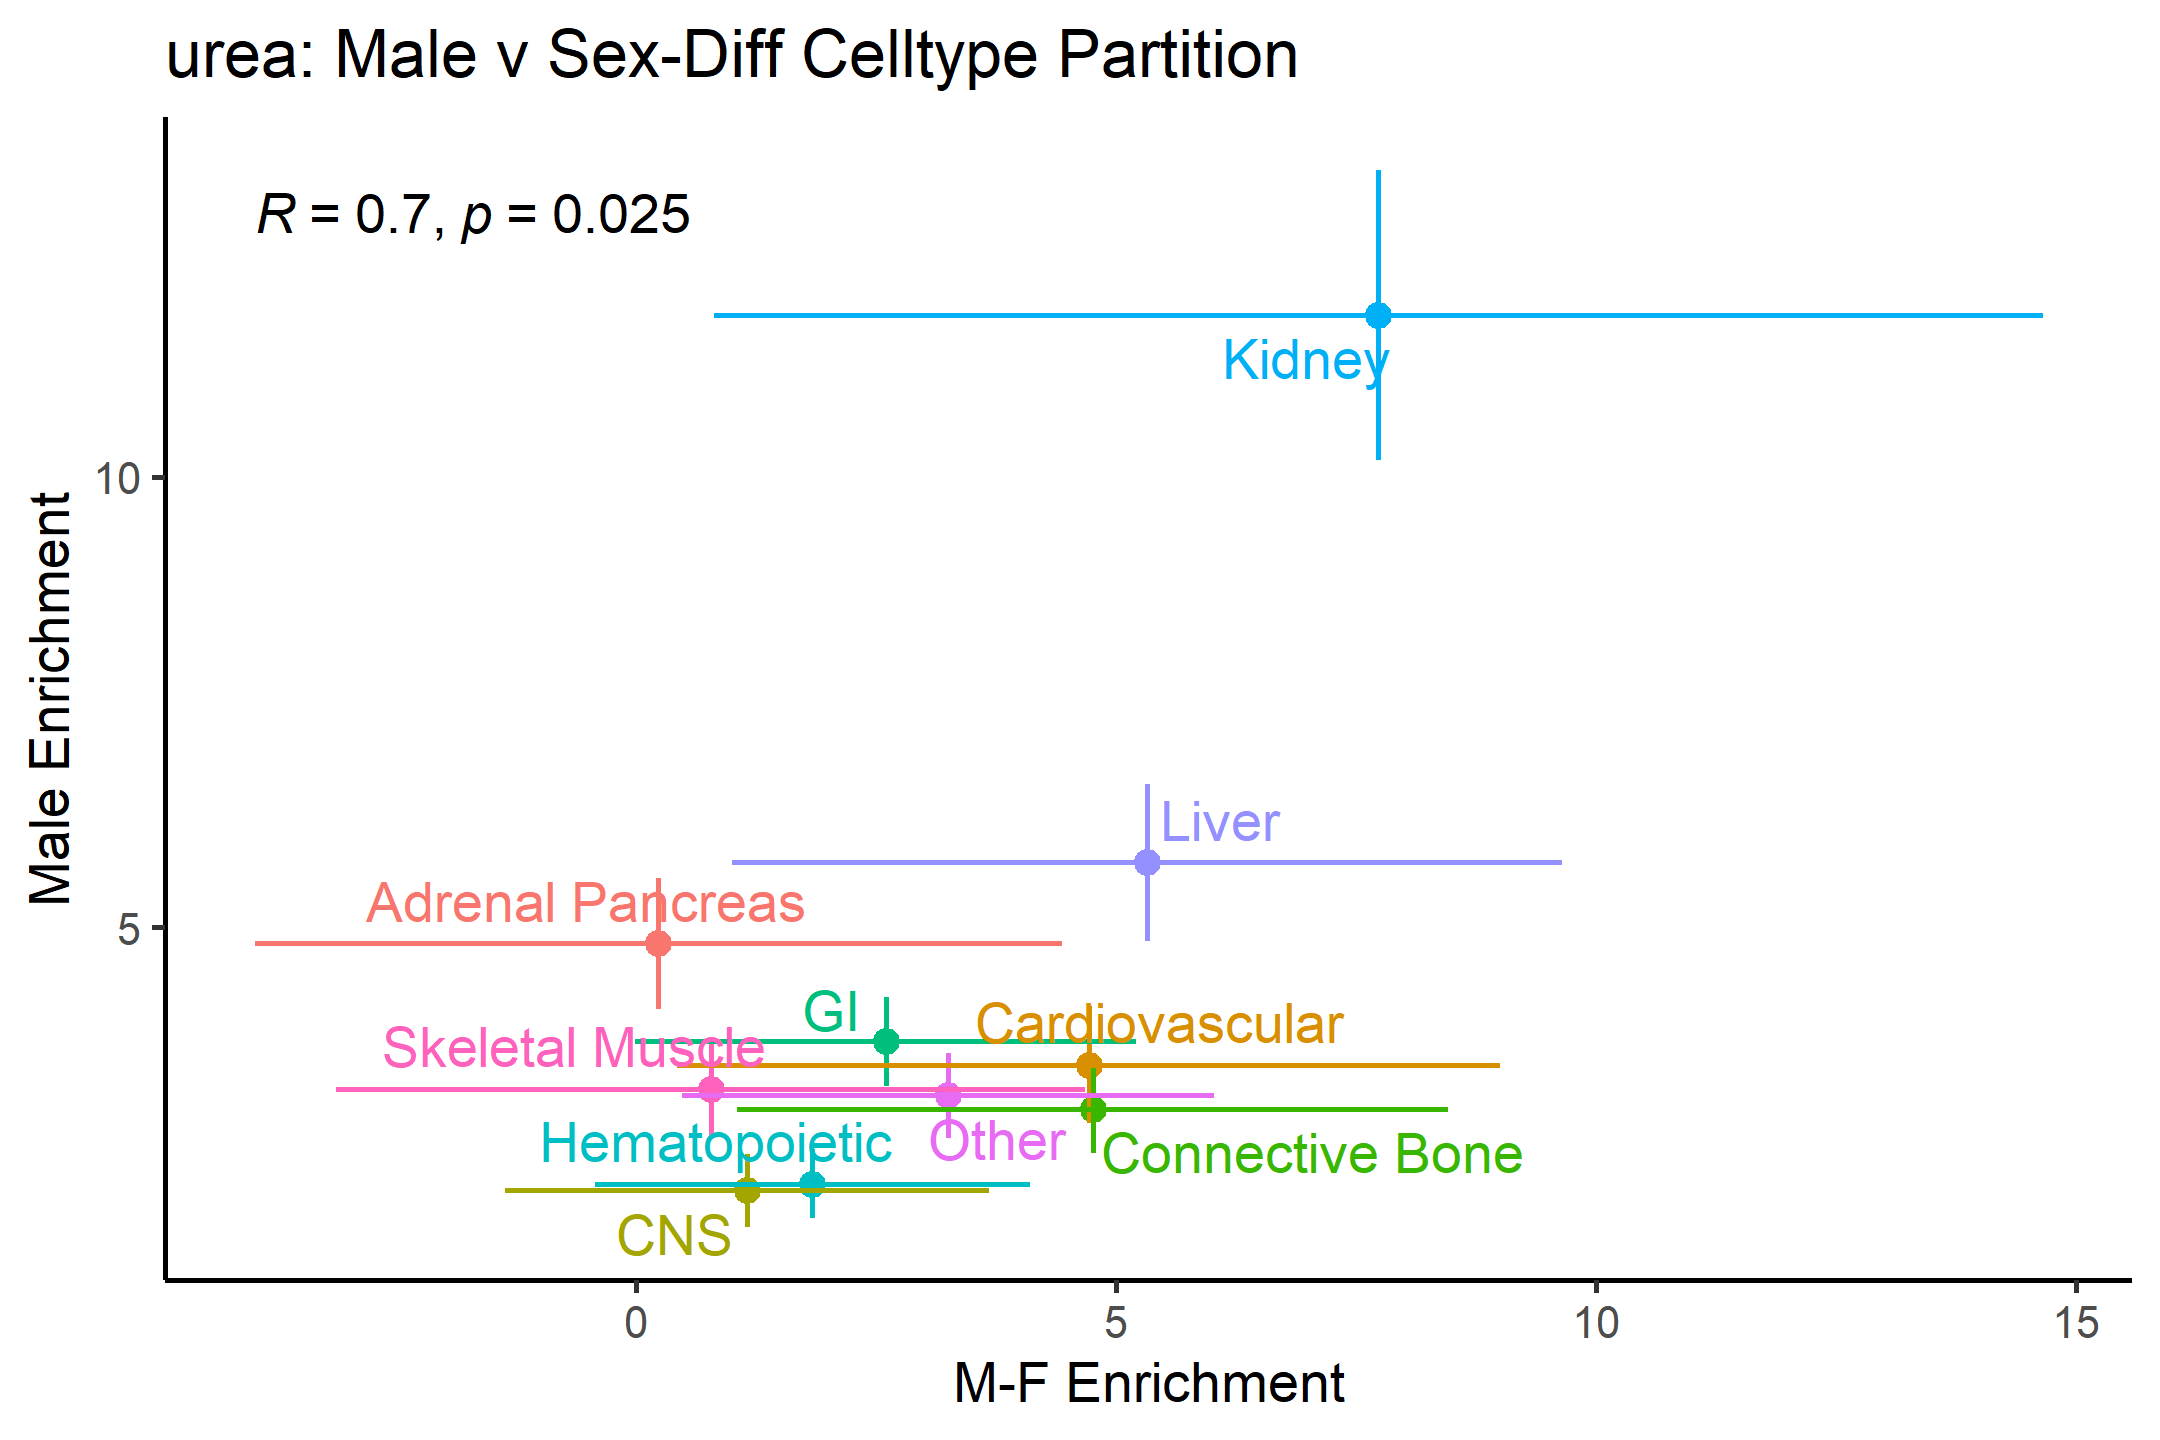 urea: Male v Sex-Diff Celltype Partition
R = 0.7, p = 0.025
Kidney
10
Male Enrichment
Liver
Adrenal Pancreas
5
GI
Cardiovascular
Skeletal Muscle
Hematopoietic
Other
Connective Bone
CNS
0 5 10 15
M-F Enrichment